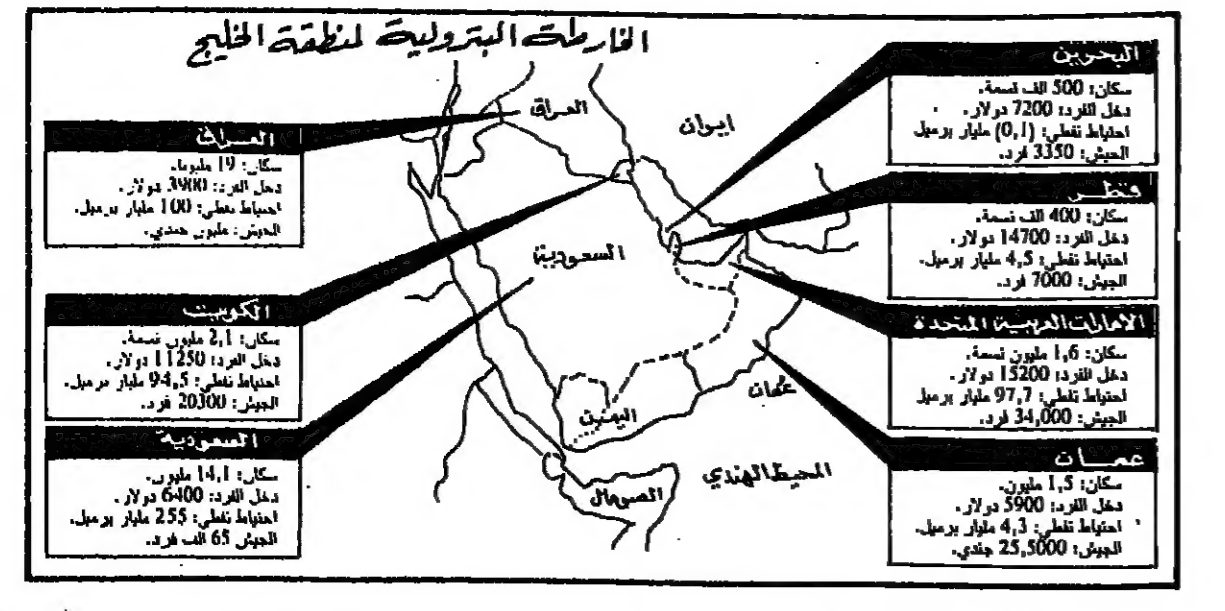 الخارطة البترولية لمنطقة الخليج
البحرين
سكان: 500 الف نسمة.
دخل الفرد: 7200 دولار.
احتياط نفطي: (0,1) مليار برميل
الجيش: 3350 فرد.
قطر
سكان: 400 الف نسمة.
دخل الفرد: 14700 دولار.
احتياط نفطي: 4,5 مليار برميل.
الجيش: 7000 فرد.
الامارات العربية المتحدة
سكان: 1,6 مليون نسمة.
دخل الفرد: 15200 دولار.
احتياط نفطي: 97,7 مليار برميل
الجيش: 34,000 فرد.
عمان
سكان: 1,5 مليون.
دخل الفرد: 5900 دولار.
احتياط نفطي: 4,3 مليار برميل.
الجيش: 25,5000 جندي.
العراق
ايران
السعودية
عُمان
اليمن
المحيط الهندي
الصومال
العراق
سكان: 19 مليونا.
دخل الفرد: 3900 دولار.
احتياط نفطي: 100 مليار برميل.
الجيش: مليون جندي.
الكويت
سكان: 2,1 مليون نسمة.
دخل الفرد: 11250 دولار.
احتياط نفطي: 94,5 مليار برميل.
الجيش: 20300 فرد.
السعودية
سكان: 14,1 مليون.
دخل الفرد: 6400 دولار.
احتياط نفطي: 255 مليار برميل.
الجيش 65 الف فرد.